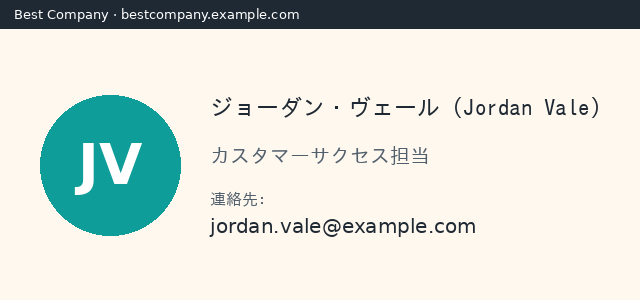 Best Company · bestcompany.example.com
JV
ジョーダン・ヴェール (Jordan Vale)
カスタマーサクセス担当
連絡先:
jordan.vale@example.com